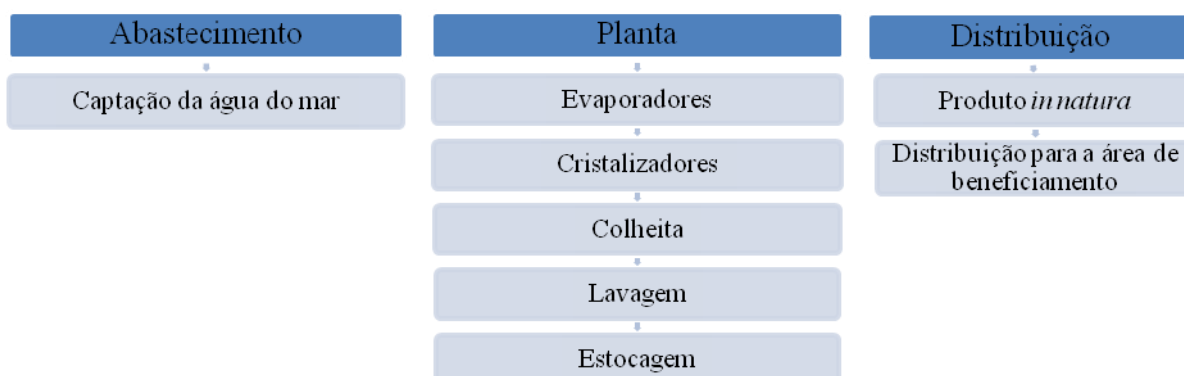 Abastecimento
Captação da água do mar
Planta
Evaporadores
Cristalizadores
Colheita
Lavagem
Estocagem
Distribuição
Produto in natura
Distribuição para a área de
beneficiamento